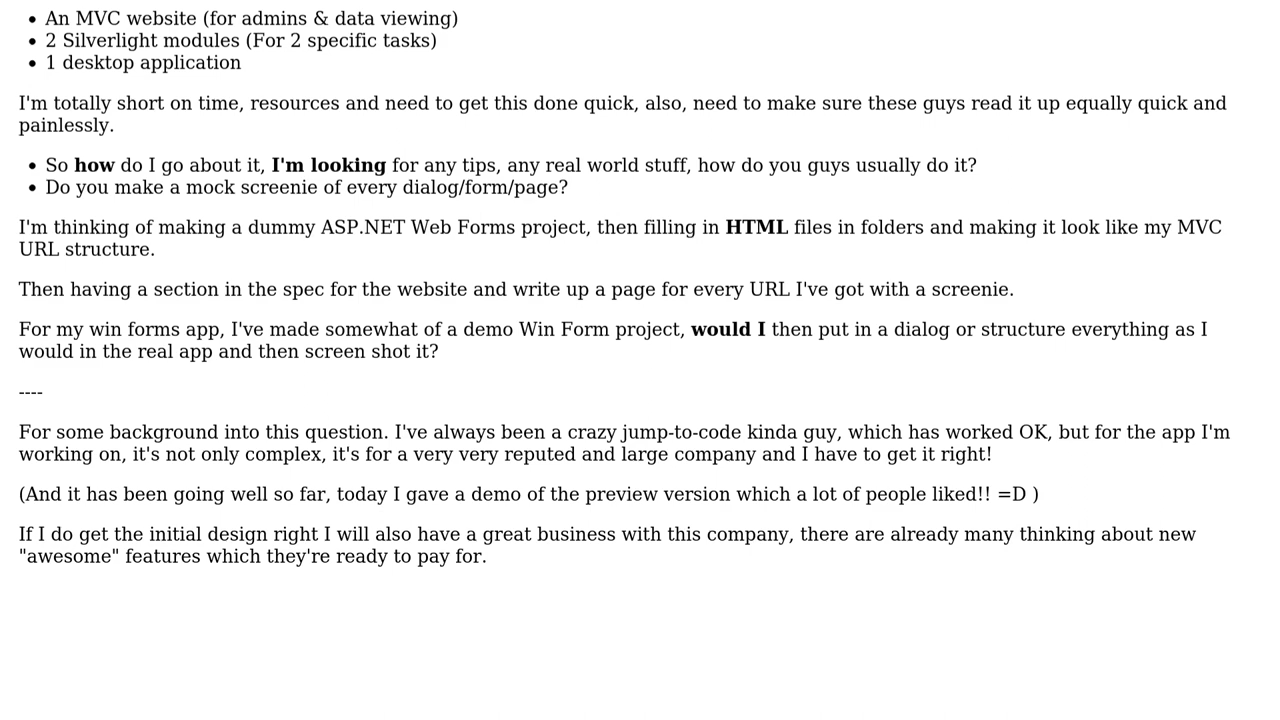 • An MVC website (for admins & data viewing)
• 2 Silverlight modules (For 2 specific tasks)
• 1 desktop application
I'm totally short on time, resources and need to get this done quick, also, need to make sure these guys read it up equally quick and
painlessly.
• So how do I go about it, I'm looking for any tips, any real world stuff, how do you guys usually do it?
• Do you make a mock screenie of every dialog/form/page?
I'm thinking of making a dummy ASP.NET Web Forms project, then filling in HTML files in folders and making it look like my MVC
URL structure.
Then having a section in the spec for the website and write up a page for every URL I've got with a screenie.
For my win forms app, I've made somewhat of a demo Win Form project, would I then put in a dialog or structure everything as I
would in the real app and then screen shot it?
----
For some background into this question. I've always been a crazy jump-to-code kinda guy, which has worked OK, but for the app I'm
working on, it's not only complex, it's for a very very reputed and large company and I have to get it right!
(And it has been going well so far, today I gave a demo of the preview version which a lot of people liked!! =D )
If I do get the initial design right I will also have a great business with this company, there are already many thinking about new
"awesome" features which they're ready to pay for.